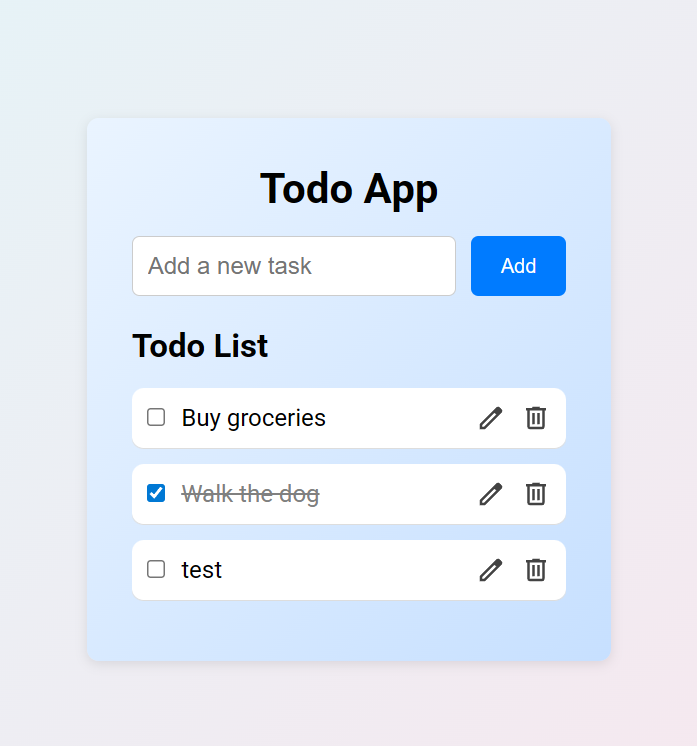 Todo App
Add a new task
Add
Todo List
Buy groceries
Walk the dog
test